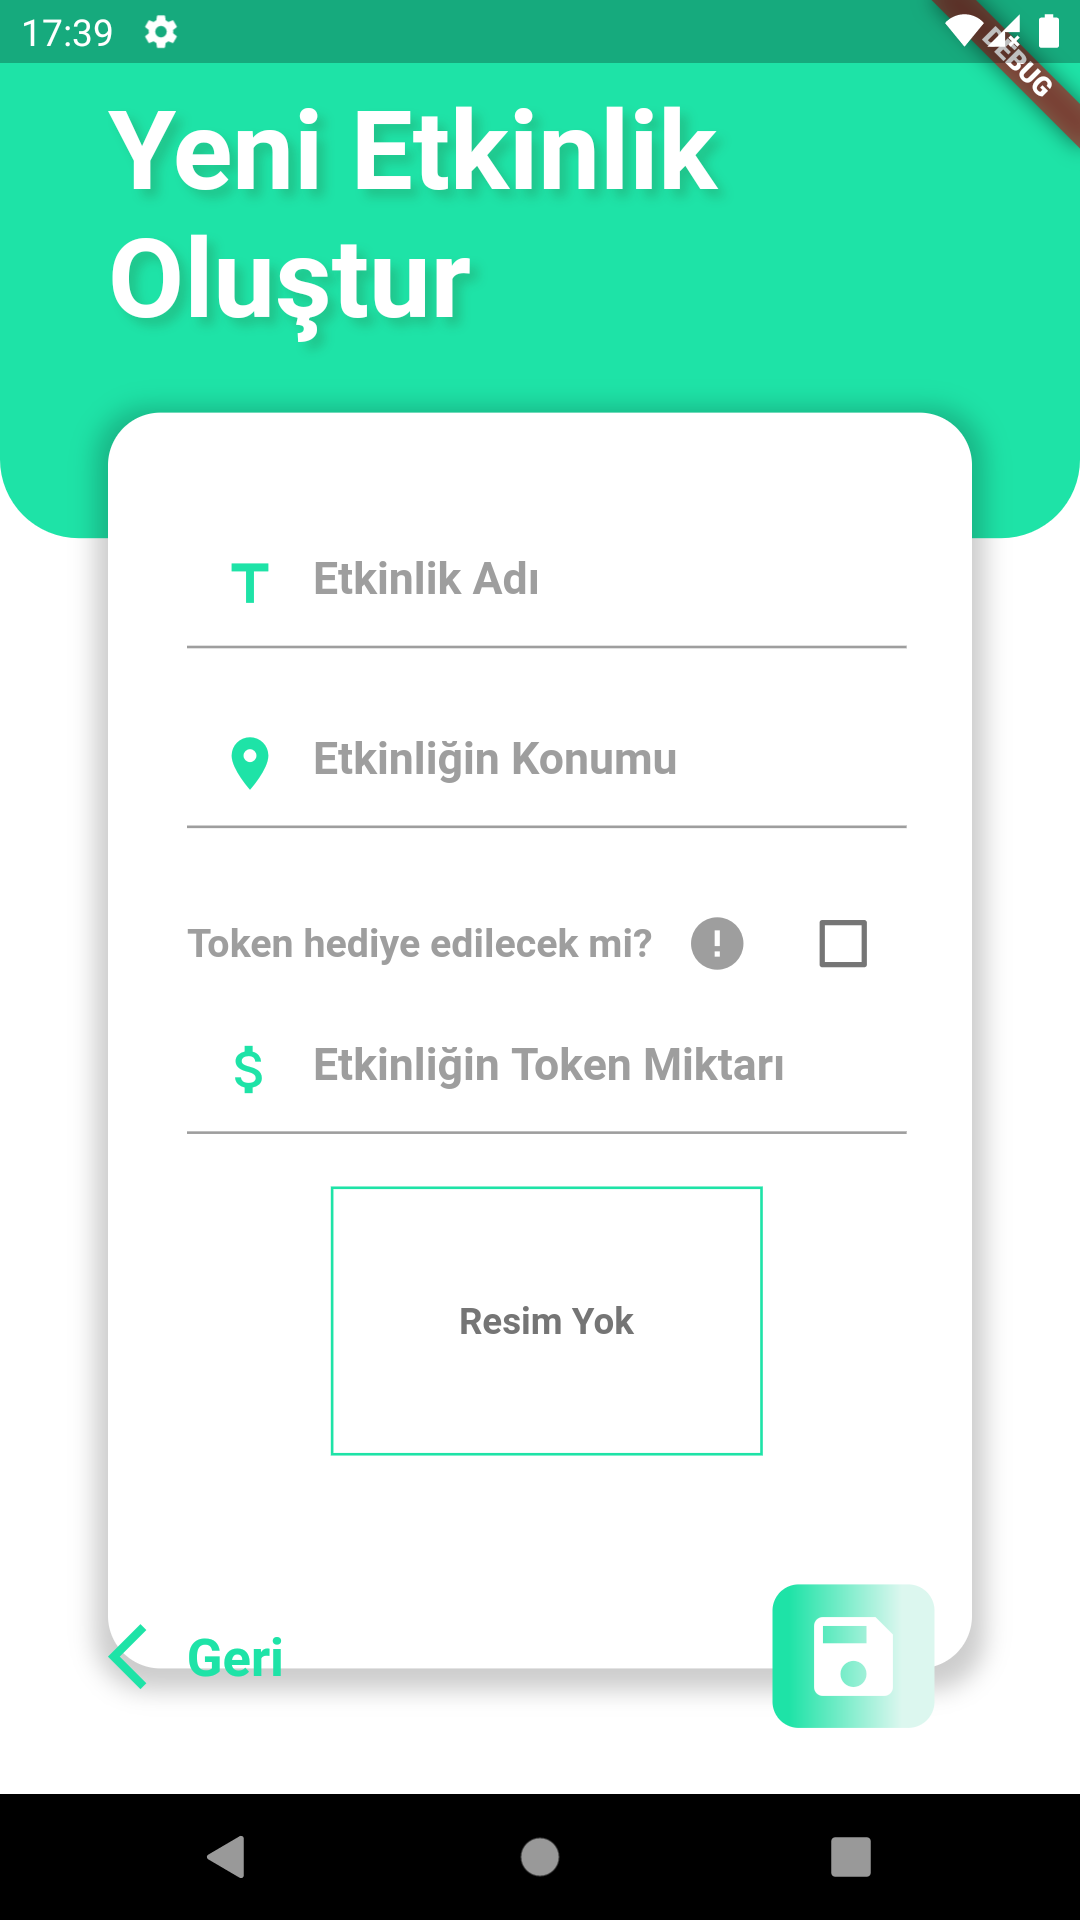 17:39
DEBUG
Yeni Etkinlik
Oluştur
Etkinlik Adı
Etkinliğin Konumu
Token hediye edilecek mi?
Etkinliğin Token Miktarı
Resim Yok
Geri